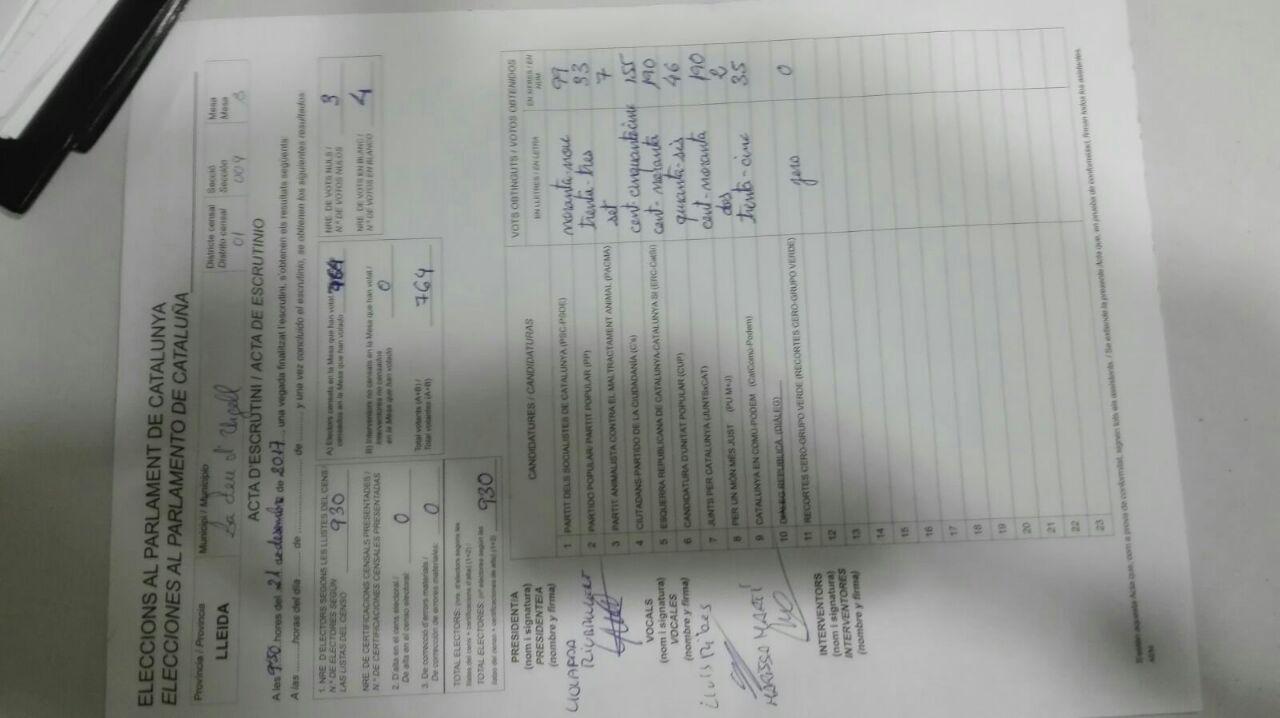 ELECCIONS AL PARLAMENT DE CATALUNYA
ELECCIONES AL PARLAMENTO DE CATALUÑA
Província / Provincia
LLEIDA
Municipi / Municipio
La Seu d'Urgell
Districte censal
Distrito censal
01
Secció
Sección
004
Mesa
Mesa
B
ACTA D'ESCRUTINI / ACTA DE ESCRUTINIO
A les 9:30 hores del 21 de desembre de 2017, una vegada finalitzat l'escrutini, s'obtenen els resultats següents:
A las ..........horas del día ........ de .......................... de ......... y una vez concluido el escrutinio, se obtienen los siguientes resultados:
1. NRE. D'ELECTORS SEGONS LES LLISTES DEL CENS /
N.º DE ELECTORES SEGÚN
LAS LISTAS DEL CENSO
930
NRE. DE CERTIFICACIONS CENSALS PRESENTADES /
N.º DE CERTIFICACIONES CENSALES PRESENTADAS
2. D'alta en el cens electoral /
De alta en el censo electoral:
0
3. De correcció d'errors materials /
De corrección de errores materiales:
0
TOTAL ELECTORS: (nre. d'electors segons les
llistes del cens + certificacions d'alta) (1+2) /
TOTAL ELECTORES: (nº electores según las
listas del censo + certificaciones de alta) (1+2)
930
A) Electors censats en la Mesa que han votat /
censados en la Mesa que han votado
764
B) Interventors no censats en la Mesa que han votat /
Interventores no censados
en la Mesa que han votado
0
Total votants (A+B) /
Total votantes (A+B)
764
NRE. DE VOTS NULS /
N.º DE VOTOS NULOS
3
NRE. DE VOTS EN BLANC /
N.º DE VOTOS EN BLANCO
4
PRESIDENT/A
(nom i signatura)
PRESIDENTE/A
(nombre y firma)
VOCALS
(nom i signatura)
VOCALES
(nombre y firma)
Lluís Ribes
MARISSA MARTÍ
INTERVENTORS
(nom i signatura)
INTERVENTORES
(nombre y firma)
CANDIDATURES / CANDIDATURAS
VOTS OBTINGUTS / VOTOS OBTENIDOS
EN LLETRES / EN LETRA
EN XIFRES / EN NÚM
1 PARTIT DELS SOCIALISTES DE CATALUNYA (PSC-PSOE) noranta-nou 99
2 PARTIDO POPULAR/ PARTIT POPULAR (PP) trenta-tres 33
3 PARTIT ANIMALISTA CONTRA EL MALTRACTAMENT ANIMAL (PACMA) set 7
4 CIUTADANS-PARTIDO DE LA CIUDADANÍA (C's) cent cinquanta cinc 155
5 ESQUERRA REPUBLICANA DE CATALUNYA-CATALUNYA SÍ (ERC-CatSí) cent-noranta 190
6 CANDIDATURA D'UNITAT POPULAR (CUP) quranta-sis 46
7 JUNTS PER CATALUNYA (JUNTSxCAT) cent-noranta 190
8 PER UN MÓN MÉS JUST (PUM+J) dos 2
9 CATALUNYA EN COMÚ-PODEM (CatComú-Podem) trenta-cinc 35
10 DIÀLEG REPÚBLICA (DIÀLEG)
11 RECORTES CERO-GRUPO VERDE (RECORTES CERO-GRUPO VERDE) zero 0
12
13
14
15
16
17
18
19
20
21
22
23
S'estén aquesta Acta que, com a prova de conformitat, signen tots els assistents. / Se extiende la presente Acta que, en prueba de conformidad, firman todos los asistentes.